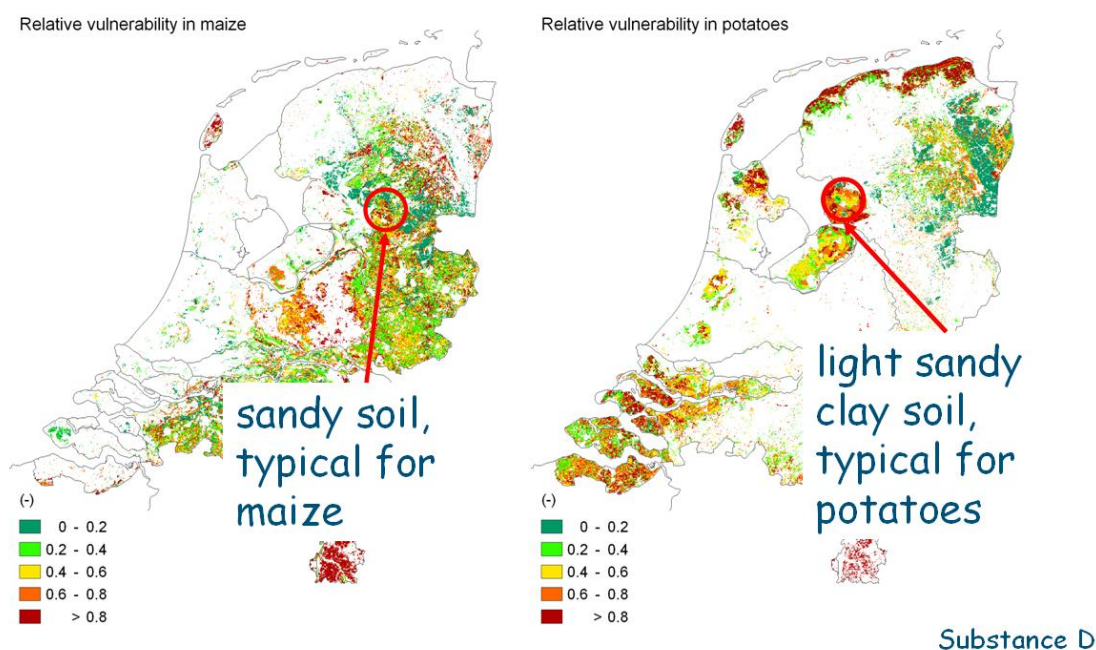 Relative vulnerability in maize
Relative vulnerability in potatoes
sandy soil,
typical for
maize
light sandy
clay soil,
typical for
potatoes
(-)
0 - 0.2
0.2 - 0.4
0.4 - 0.6
0.6 - 0.8
> 0.8
(-)
0 - 0.2
0.2 - 0.4
0.4 - 0.6
0.6 - 0.8
> 0.8
Substance D